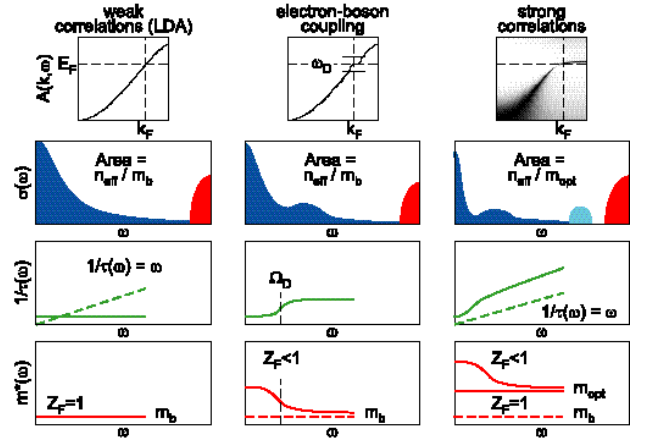 weak
correlations (LDA)
electron-boson
coupling
strong
correlations
A(k,ω)
E_F
ω_D
k_F
k_F
k_F
σ(ω)
Area =
n_eff / m_b
Area =
n_eff / m_b
Area =
n_eff / m_opt
ω
ω
ω
1/τ(ω)
1/τ(ω) = ω
Ω_D
1/τ(ω) = ω
ω
ω
ω
m*(ω)
Z_F=1
m_b
Z_F<1
m_b
Z_F<1
m_opt
Z_F=1
m_b
ω
ω
ω